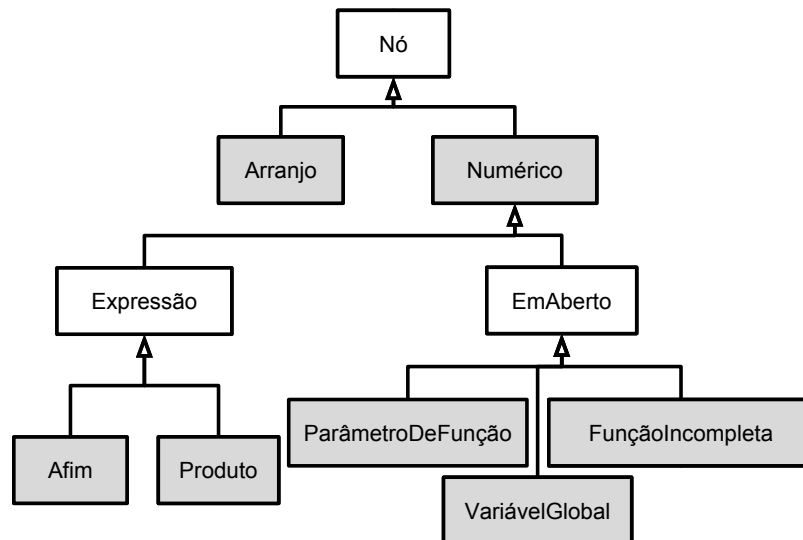 Nó
Arranjo
Numérico
Expressão
EmAberto
ParâmetroDeFunção
FunçãoIncompleta
Afim
Produto
VariávelGlobal